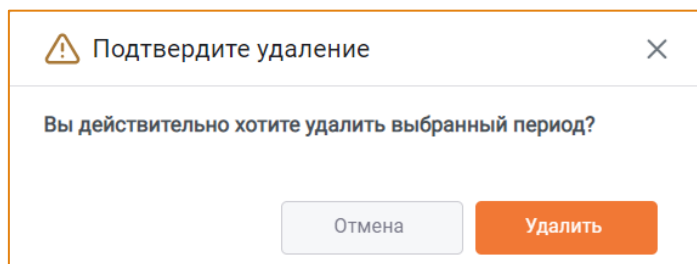 Подтвердите удаление
Вы действительно хотите удалить выбранный период?
Отмена
Удалить